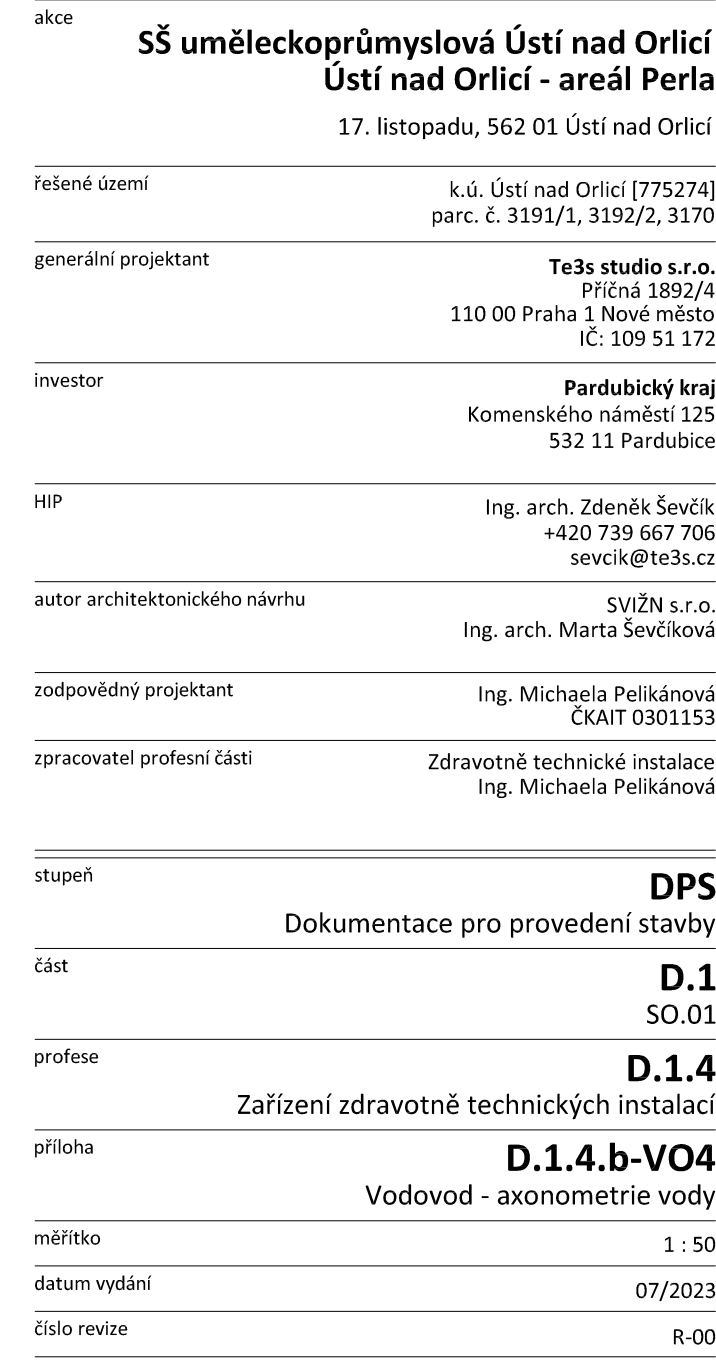 akce
SŠ uměleckoprůmyslová Ústí nad Orlicí
Ústí nad Orlicí - areál Perla
17. listopadu, 562 01 Ústí nad Orlicí
řešené území
k.ú. Ústí nad Orlicí [775274]
parc. č. 3191/1, 3192/2, 3170
generální projektant
Te3s studio s.r.o.
Příčná 1892/4
110 00 Praha 1 Nové město
IČ: 109 51 172
investor
Pardubický kraj
Komenského náměstí 125
532 11 Pardubice
HIP
Ing. arch. Zdeněk Ševčík
+420 739 667 706
sevcik@te3s.cz
autor architektonického návrhu
SVIŽN s.r.o.
Ing. arch. Marta Ševčíková
zodpovědný projektant
Ing. Michaela Pelikánová
ČKAIT 0301153
zpracovatel profesní části
Zdravotně technické instalace
Ing. Michaela Pelikánová
stupeň
DPS
Dokumentace pro provedení stavby
část
D.1
SO.01
profese
D.1.4
Zařízení zdravotně technických instalací
příloha
D.1.4.b-VO4
Vodovod - axonometrie vody
měřítko
1 : 50
datum vydání
07/2023
číslo revize
R-00